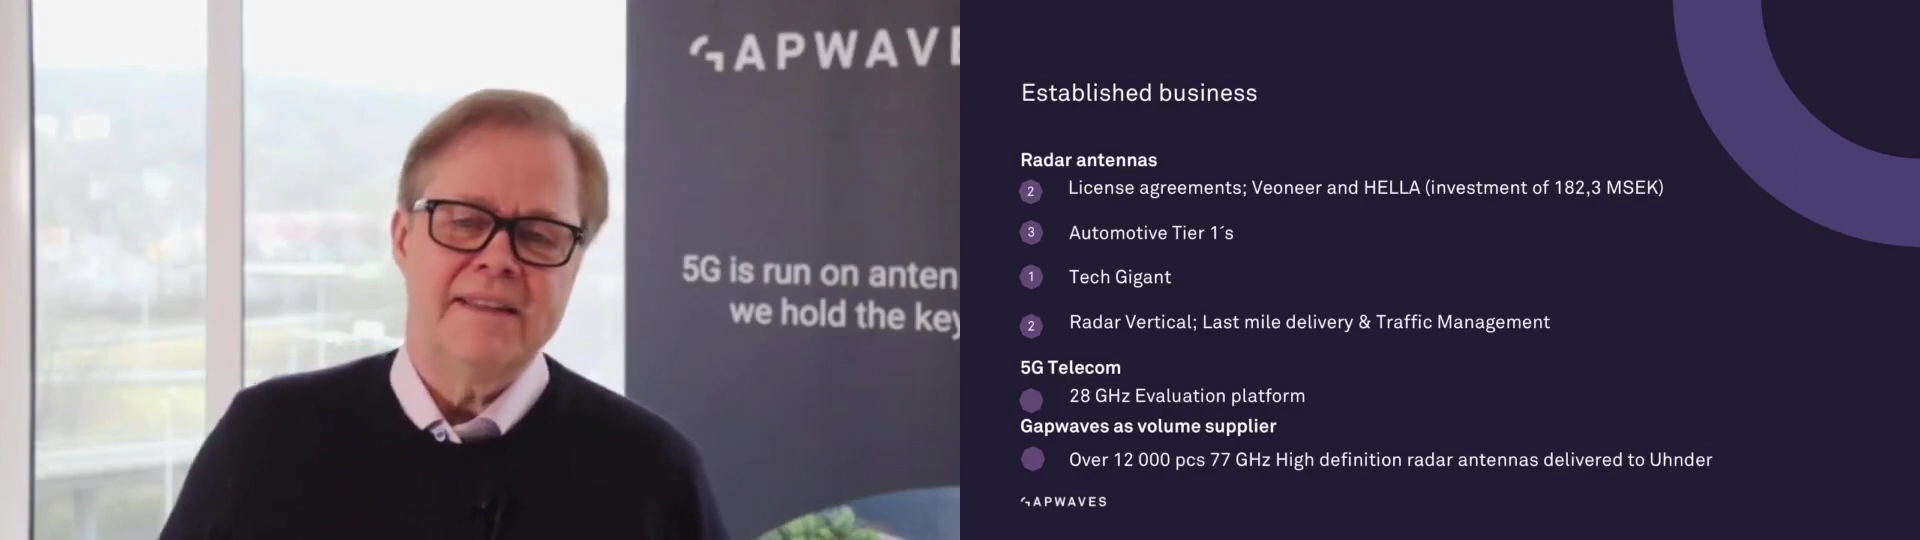 GAPWAVE
5G is run on anten
we hold the key
Established business
Radar antennas
2 License agreements; Veoneer and HELLA (investment of 182,3 MSEK)
3 Automotive Tier 1´s
1 Tech Gigant
2 Radar Vertical; Last mile delivery & Traffic Management
5G Telecom
28 GHz Evaluation platform
Gapwaves as volume supplier
Over 12 000 pcs 77 GHz High definition radar antennas delivered to Uhnder
GAPWAVES